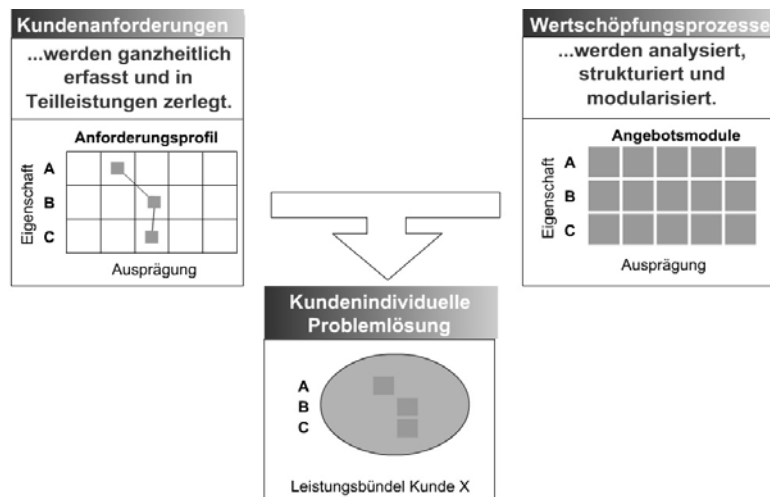 Kundenanforderungen
...werden ganzheitlich
erfasst und in
Teilleistungen zerlegt.
Anforderungsprofil
Eigenschaft
A
B
C
Ausprägung
Wertschöpfungsprozesse
...werden analysiert,
strukturiert und
modularisiert.
Angebotsmodule
Eigenschaft
A
B
C
Ausprägung
Kundenindividuelle
Problemlösung
A
B
C
Leistungsbündel Kunde X